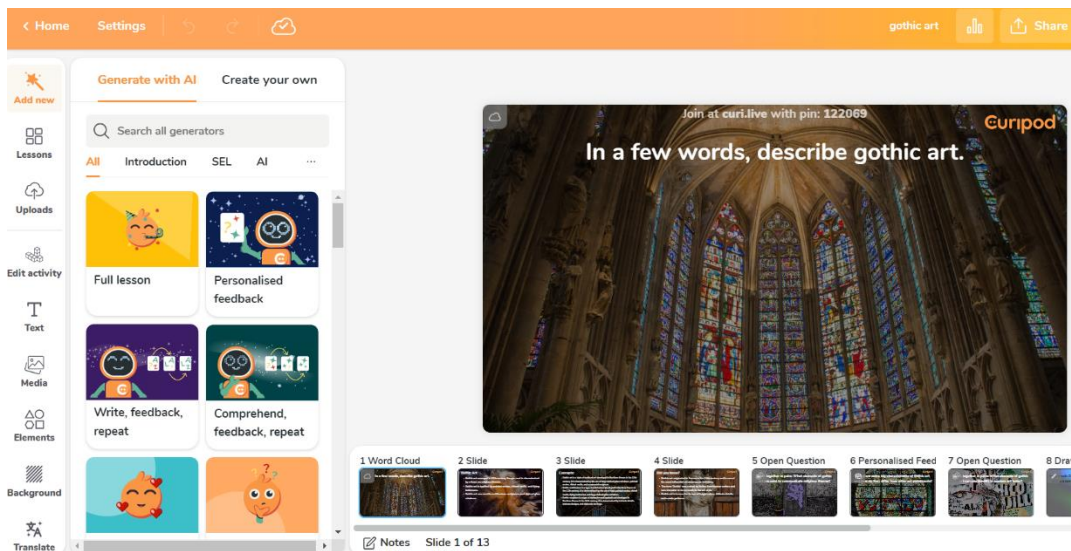 Home
Settings
gothic art
Share
Add new
Lessons
Uploads
Edit activity
Text
Media
Elements
Background
Translate
Generate with AI
Create your own
Search all generators
All
Introduction
SEL
AI
...
Full lesson
Personalised
feedback
Write, feedback,
repeat
Comprehend,
feedback, repeat
Join at curi.live with pin: 122069
Curipod
In a few words, describe gothic art.
1 Word Cloud
2 Slide
3 Slide
4 Slide
5 Open Question
6 Personalised Feed
7 Open Question
8 Dra
Notes
Slide 1 of 13